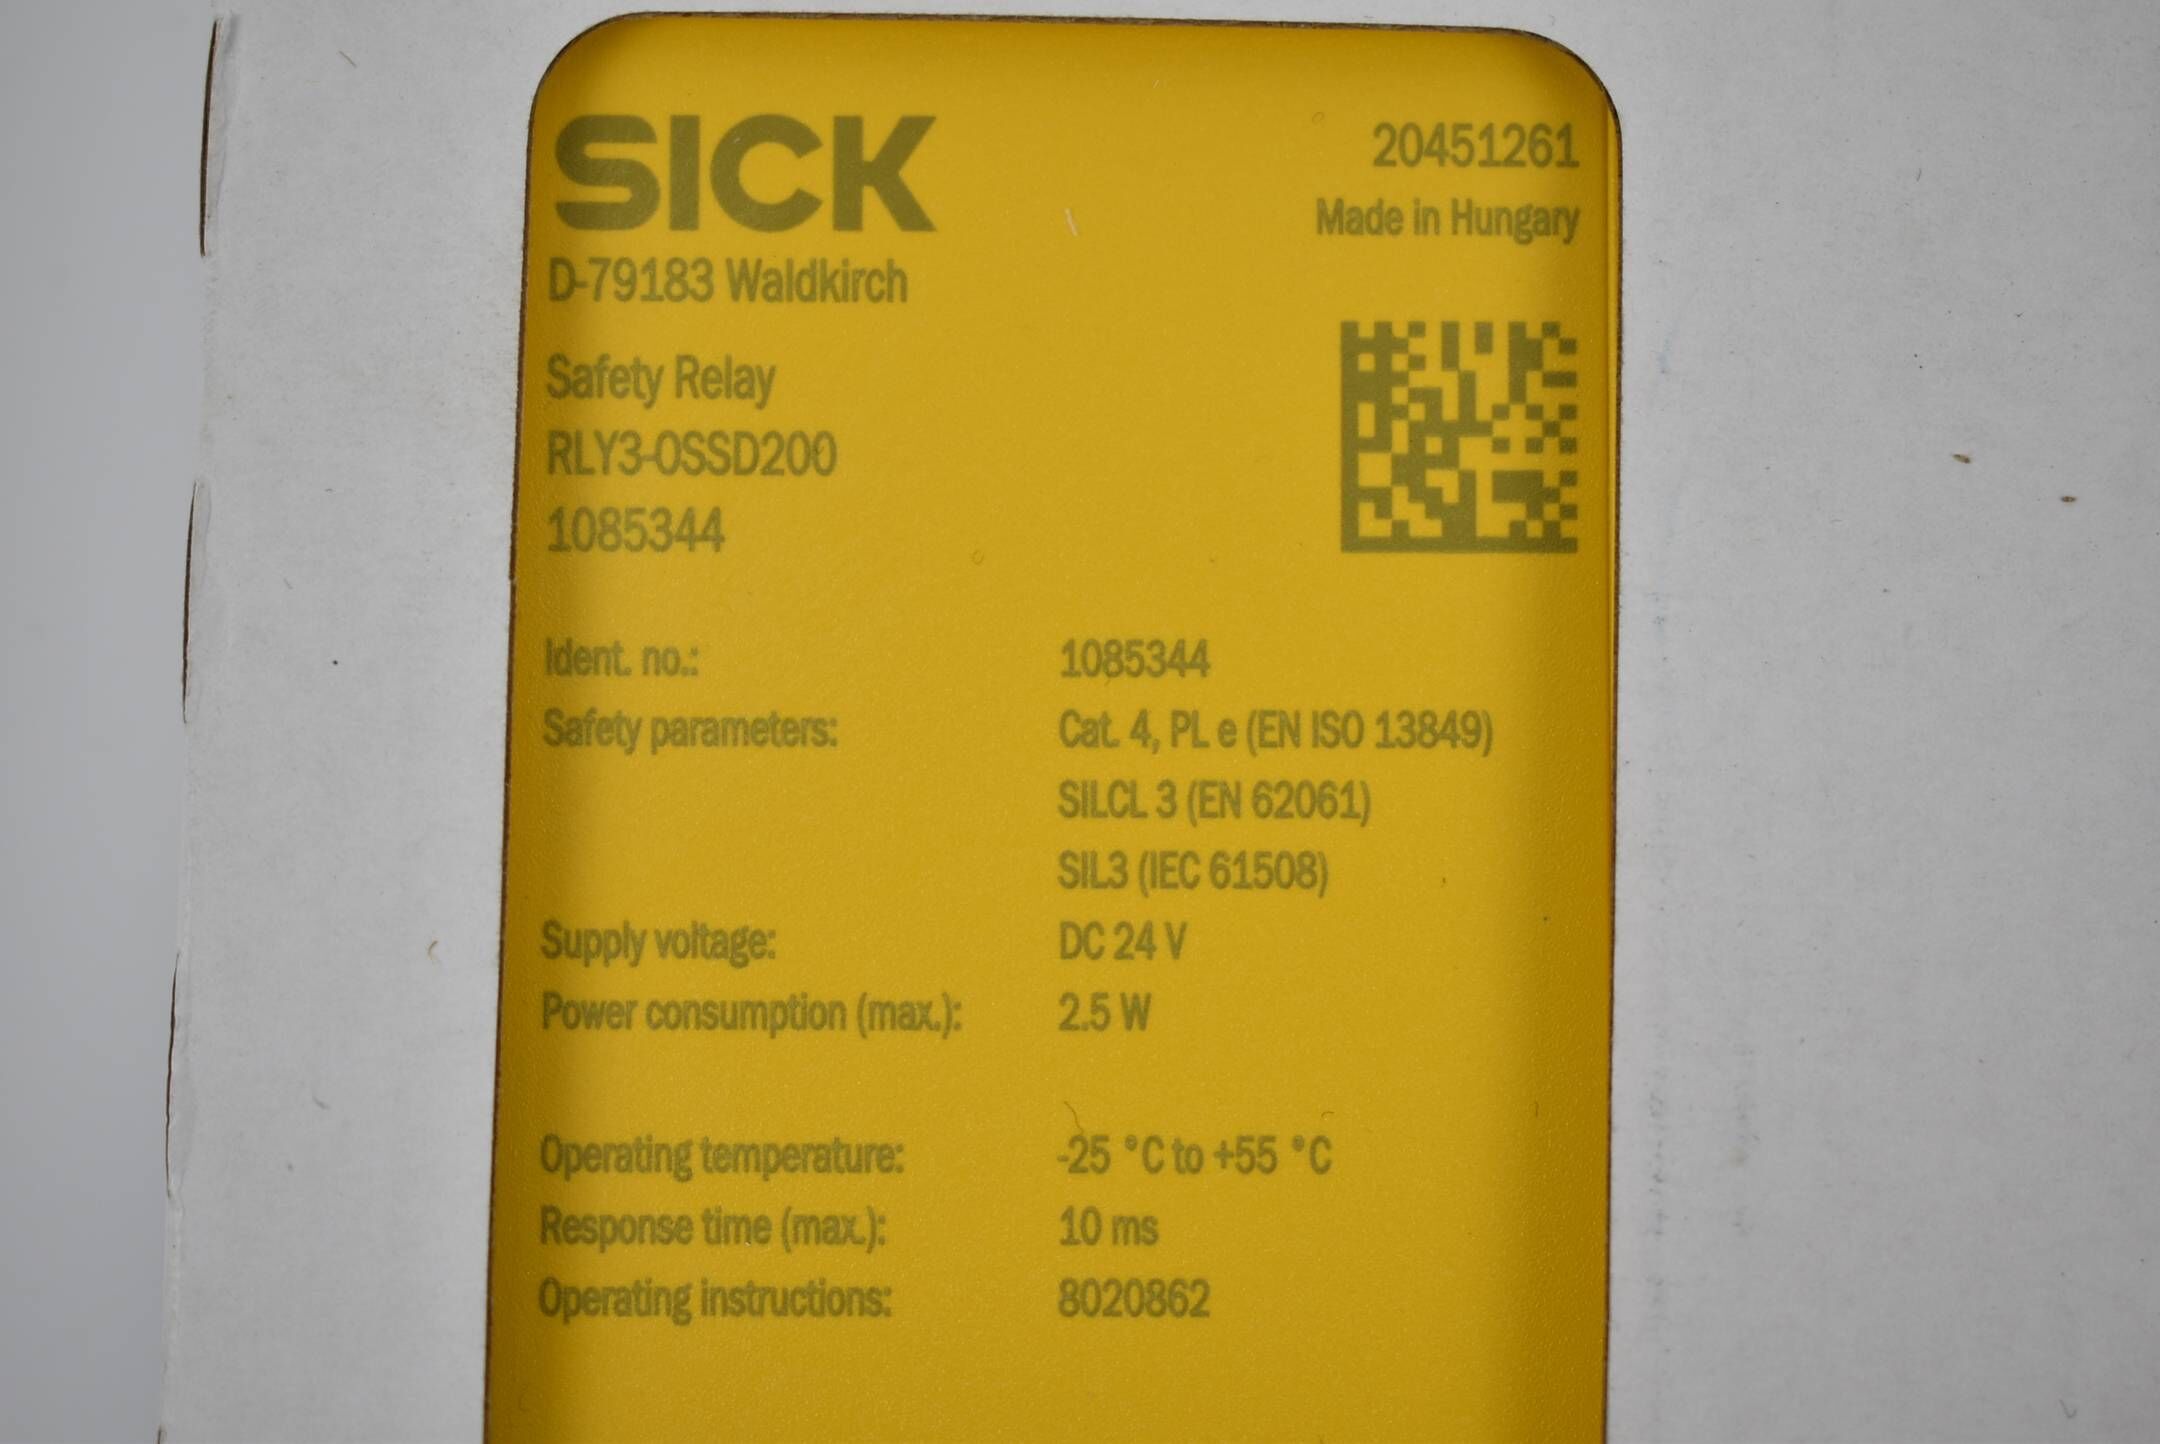 SICK
20451261
Made in Hungary
D-79183 Waldkirch
Safety Relay
RLY3-OSSD200
1085344
Ident. no.: 1085344
Safety parameters: Cat. 4, PL e (EN ISO 13849)
SILCL 3 (EN 62061)
SIL3 (IEC 61508)
Supply voltage: DC 24 V
Power consumption (max.): 2.5 W
Operating temperature: -25 °C to +55 °C
Response time (max.): 10 ms
Operating instructions: 8020862